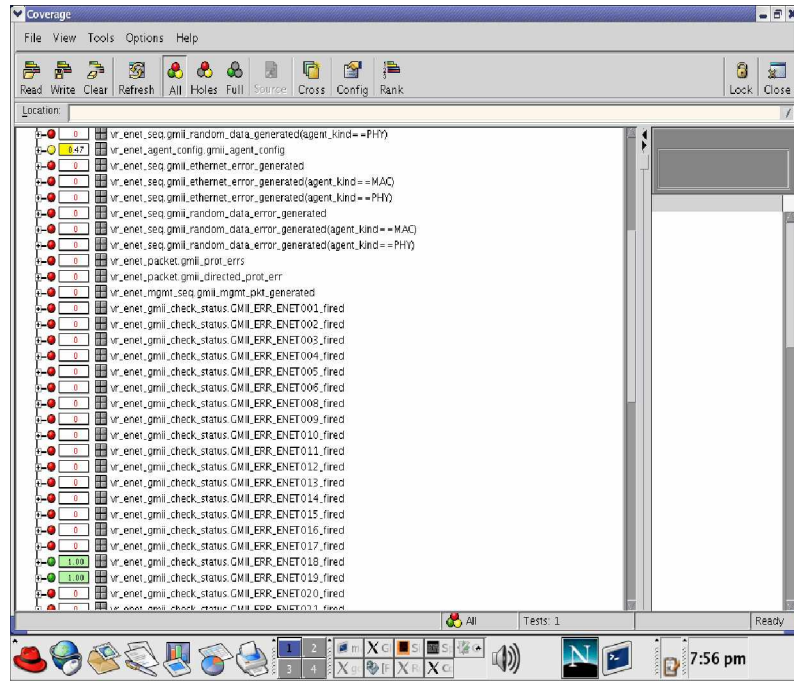 Coverage
File View Tools Options Help
Read Write Clear Refresh All Holes Full Source Cross Config Rank Lock Close
Location: /
0 vr_enet_seq.gmii_random_data_generated(agent_kind==PHY)
0.47 vr_enet_agent_config.gmii_agent_config
0 vr_enet_seq.gmii_ethernet_error_generated
0 vr_enet_seq.gmii_ethernet_error_generated(agent_kind==MAC)
0 vr_enet_seq.gmii_ethernet_error_generated(agent_kind==PHY)
0 vr_enet_seq.gmii_random_data_error_generated
0 vr_enet_seq.gmii_random_data_error_generated(agent_kind==MAC)
0 vr_enet_seq.gmii_random_data_error_generated(agent_kind==PHY)
0 vr_enet_packet.gmii_prot_errs
0 vr_enet_packet.gmii_directed_prot_err
0 vr_enet_mgmt_seq.gmii_mgmt_pkt_generated
0 vr_enet_gmii_check_status.GMII_ERR_ENET001_fired
0 vr_enet_gmii_check_status.GMII_ERR_ENET002_fired
0 vr_enet_gmii_check_status.GMII_ERR_ENET003_fired
0 vr_enet_gmii_check_status.GMII_ERR_ENET004_fired
0 vr_enet_gmii_check_status.GMII_ERR_ENET005_fired
0 vr_enet_gmii_check_status.GMII_ERR_ENET006_fired
0 vr_enet_gmii_check_status.GMII_ERR_ENET008_fired
0 vr_enet_gmii_check_status.GMII_ERR_ENET009_fired
0 vr_enet_gmii_check_status.GMII_ERR_ENET010_fired
0 vr_enet_gmii_check_status.GMII_ERR_ENET011_fired
0 vr_enet_gmii_check_status.GMII_ERR_ENET012_fired
0 vr_enet_gmii_check_status.GMII_ERR_ENET013_fired
0 vr_enet_gmii_check_status.GMII_ERR_ENET014_fired
0 vr_enet_gmii_check_status.GMII_ERR_ENET015_fired
0 vr_enet_gmii_check_status.GMII_ERR_ENET016_fired
0 vr_enet_gmii_check_status.GMII_ERR_ENET017_fired
1.00 vr_enet_gmii_check_status.GMII_ERR_ENET018_fired
1.00 vr_enet_gmii_check_status.GMII_ERR_ENET019_fired
0 vr_enet_gmii_check_status.GMII_ERR_ENET020_fired
0 vr_enet_gmii_check_status.GMII_ERR_ENET021_fired
All Tests: 1 Ready
1 2 m X GI S S
3 4 X [F X R X N 7:56 pm